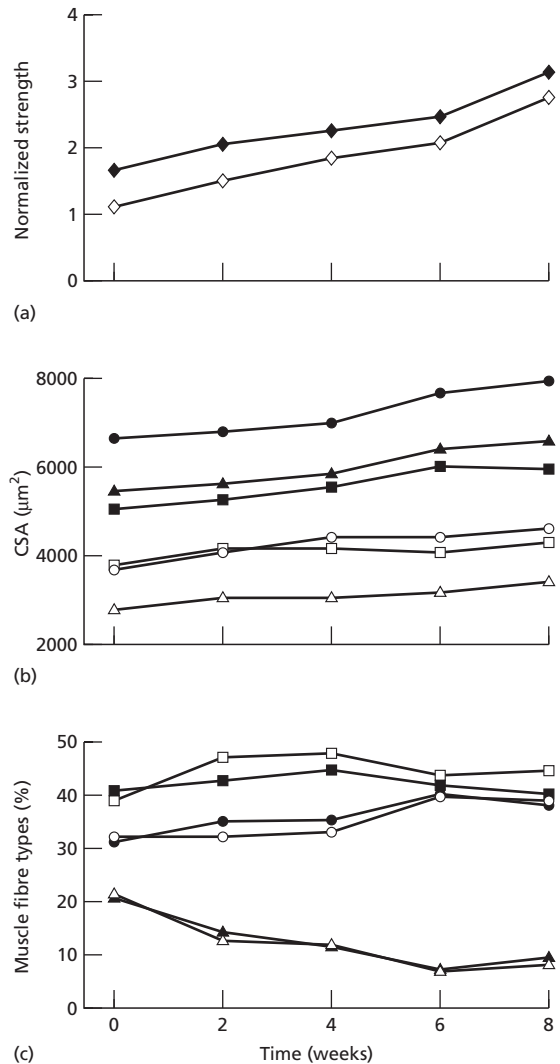 4
3
2
1
0
Normalized strength
(a)
8000
6000
4000
2000
CSA (μm²)
(b)
50
40
30
20
10
0
Muscle fibre types (%)
0 2 4 6 8
(c) Time (weeks)